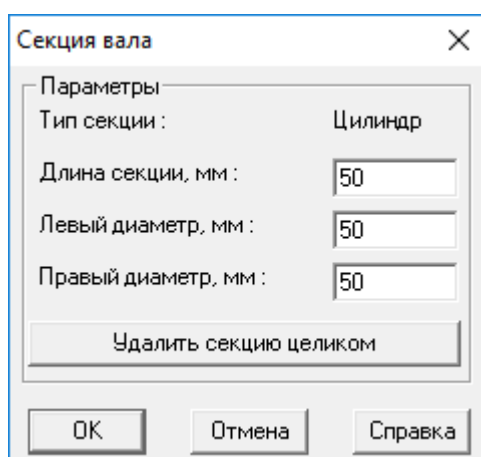 Секция вала
Параметры
Тип секции : Цилиндр
Длина секции, мм : 50
Левый диаметр, мм : 50
Правый диаметр, мм : 50
Удалить секцию целиком
ОК Отмена Справка